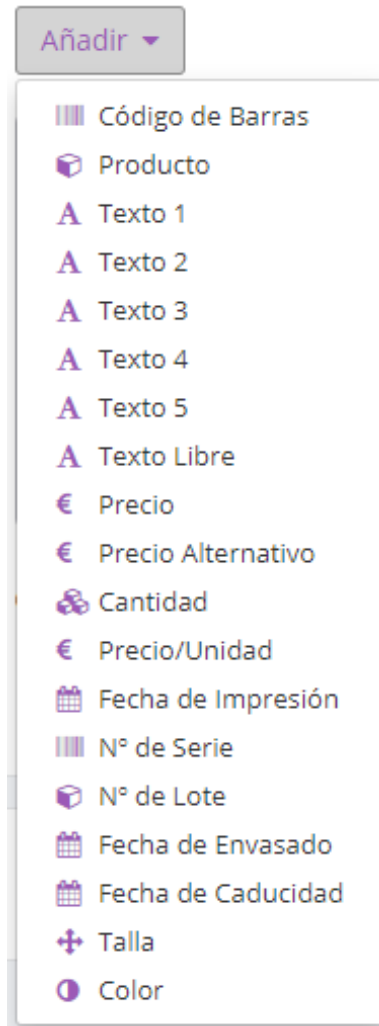 Añadir
Código de Barras
Producto
Texto 1
Texto 2
Texto 3
Texto 4
Texto 5
Texto Libre
Precio
Precio Alternativo
Cantidad
Precio/Unidad
Fecha de Impresión
Nº de Serie
Nº de Lote
Fecha de Envasado
Fecha de Caducidad
Talla
Color